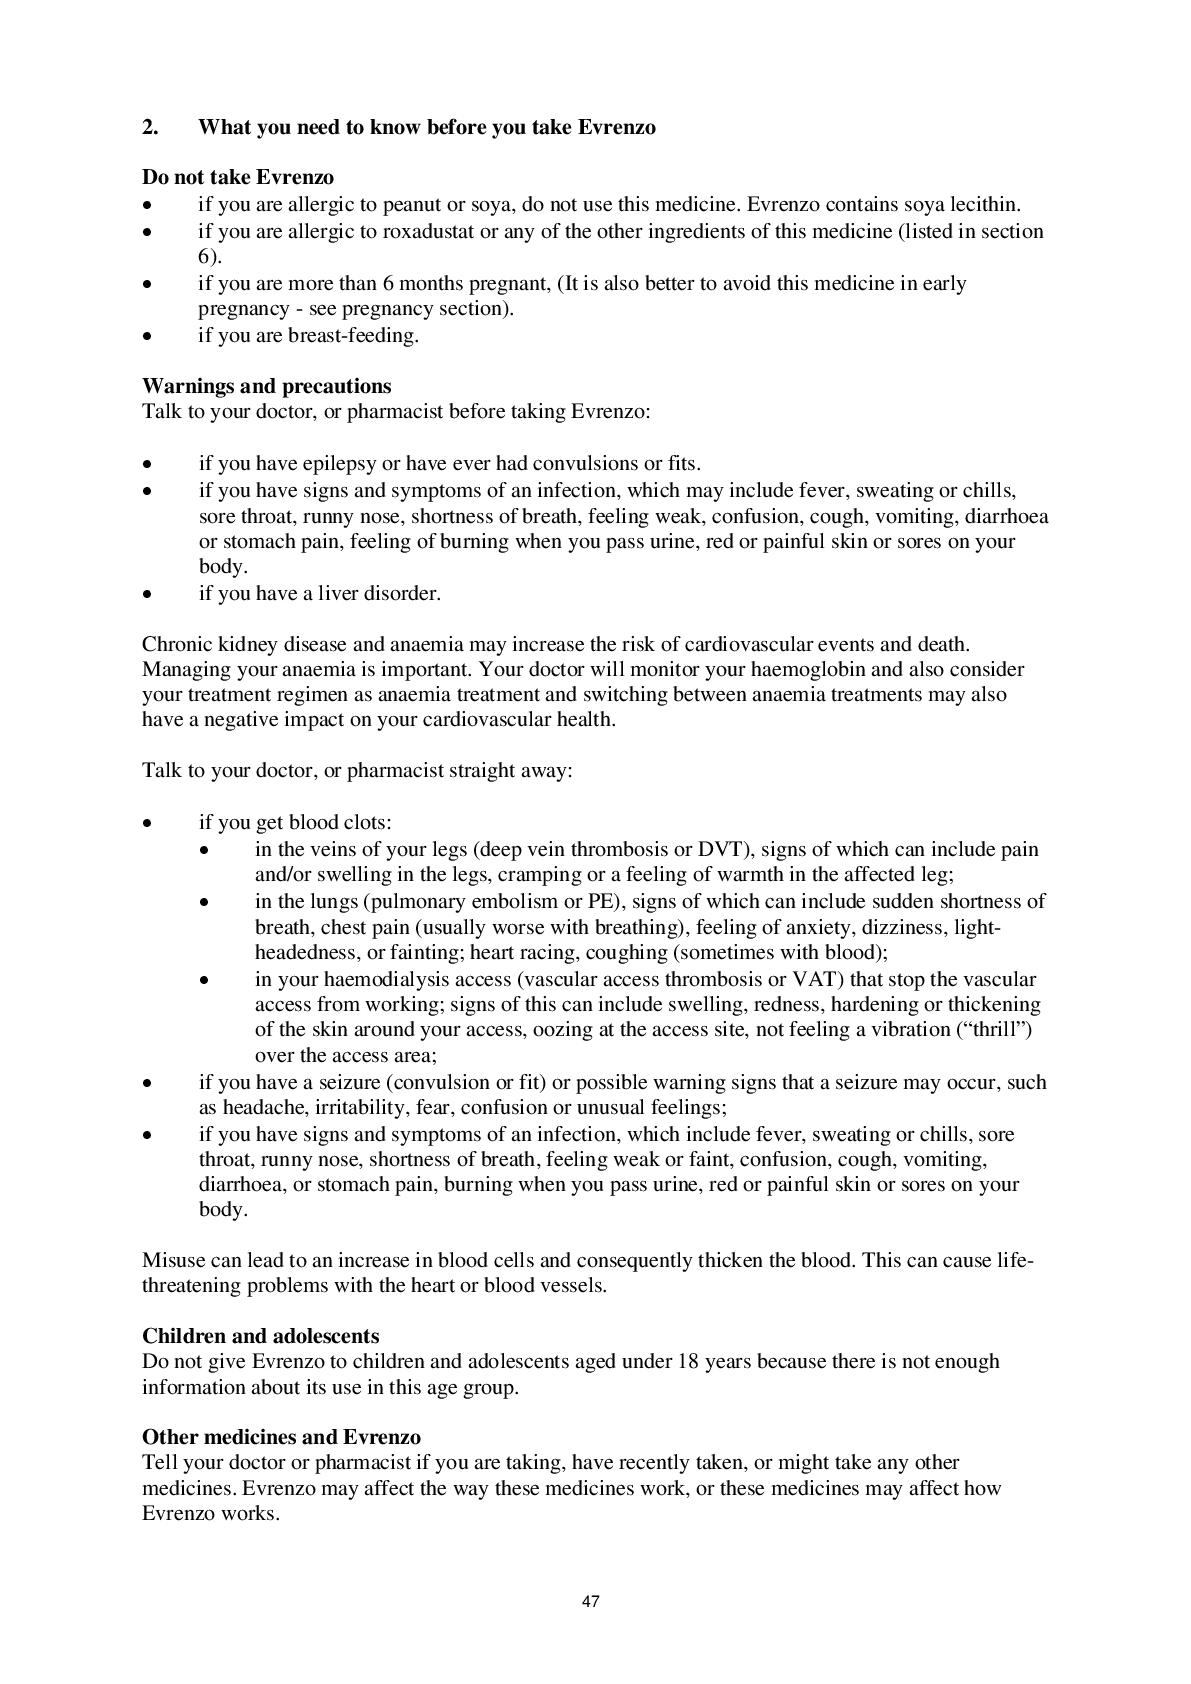 2. What you need to know before you take Evrenzo
Do not take Evrenzo
• if you are allergic to peanut or soya, do not use this medicine. Evrenzo contains soya lecithin.
• if you are allergic to roxadustat or any of the other ingredients of this medicine (listed in section
6).
• if you are more than 6 months pregnant, (It is also better to avoid this medicine in early
pregnancy - see pregnancy section).
• if you are breast-feeding.
Warnings and precautions
Talk to your doctor, or pharmacist before taking Evrenzo:
• if you have epilepsy or have ever had convulsions or fits.
• if you have signs and symptoms of an infection, which may include fever, sweating or chills,
sore throat, runny nose, shortness of breath, feeling weak, confusion, cough, vomiting, diarrhoea
or stomach pain, feeling of burning when you pass urine, red or painful skin or sores on your
body.
• if you have a liver disorder.
Chronic kidney disease and anaemia may increase the risk of cardiovascular events and death.
Managing your anaemia is important. Your doctor will monitor your haemoglobin and also consider
your treatment regimen as anaemia treatment and switching between anaemia treatments may also
have a negative impact on your cardiovascular health.
Talk to your doctor, or pharmacist straight away:
• if you get blood clots:
• in the veins of your legs (deep vein thrombosis or DVT), signs of which can include pain
and/or swelling in the legs, cramping or a feeling of warmth in the affected leg;
• in the lungs (pulmonary embolism or PE), signs of which can include sudden shortness of
breath, chest pain (usually worse with breathing), feeling of anxiety, dizziness, light-
headedness, or fainting; heart racing, coughing (sometimes with blood);
• in your haemodialysis access (vascular access thrombosis or VAT) that stop the vascular
access from working; signs of this can include swelling, redness, hardening or thickening
of the skin around your access, oozing at the access site, not feeling a vibration (“thrill”)
over the access area;
• if you have a seizure (convulsion or fit) or possible warning signs that a seizure may occur, such
as headache, irritability, fear, confusion or unusual feelings;
• if you have signs and symptoms of an infection, which include fever, sweating or chills, sore
throat, runny nose, shortness of breath, feeling weak or faint, confusion, cough, vomiting,
diarrhoea, or stomach pain, burning when you pass urine, red or painful skin or sores on your
body.
Misuse can lead to an increase in blood cells and consequently thicken the blood. This can cause life-
threatening problems with the heart or blood vessels.
Children and adolescents
Do not give Evrenzo to children and adolescents aged under 18 years because there is not enough
information about its use in this age group.
Other medicines and Evrenzo
Tell your doctor or pharmacist if you are taking, have recently taken, or might take any other
medicines. Evrenzo may affect the way these medicines work, or these medicines may affect how
Evrenzo works.
47